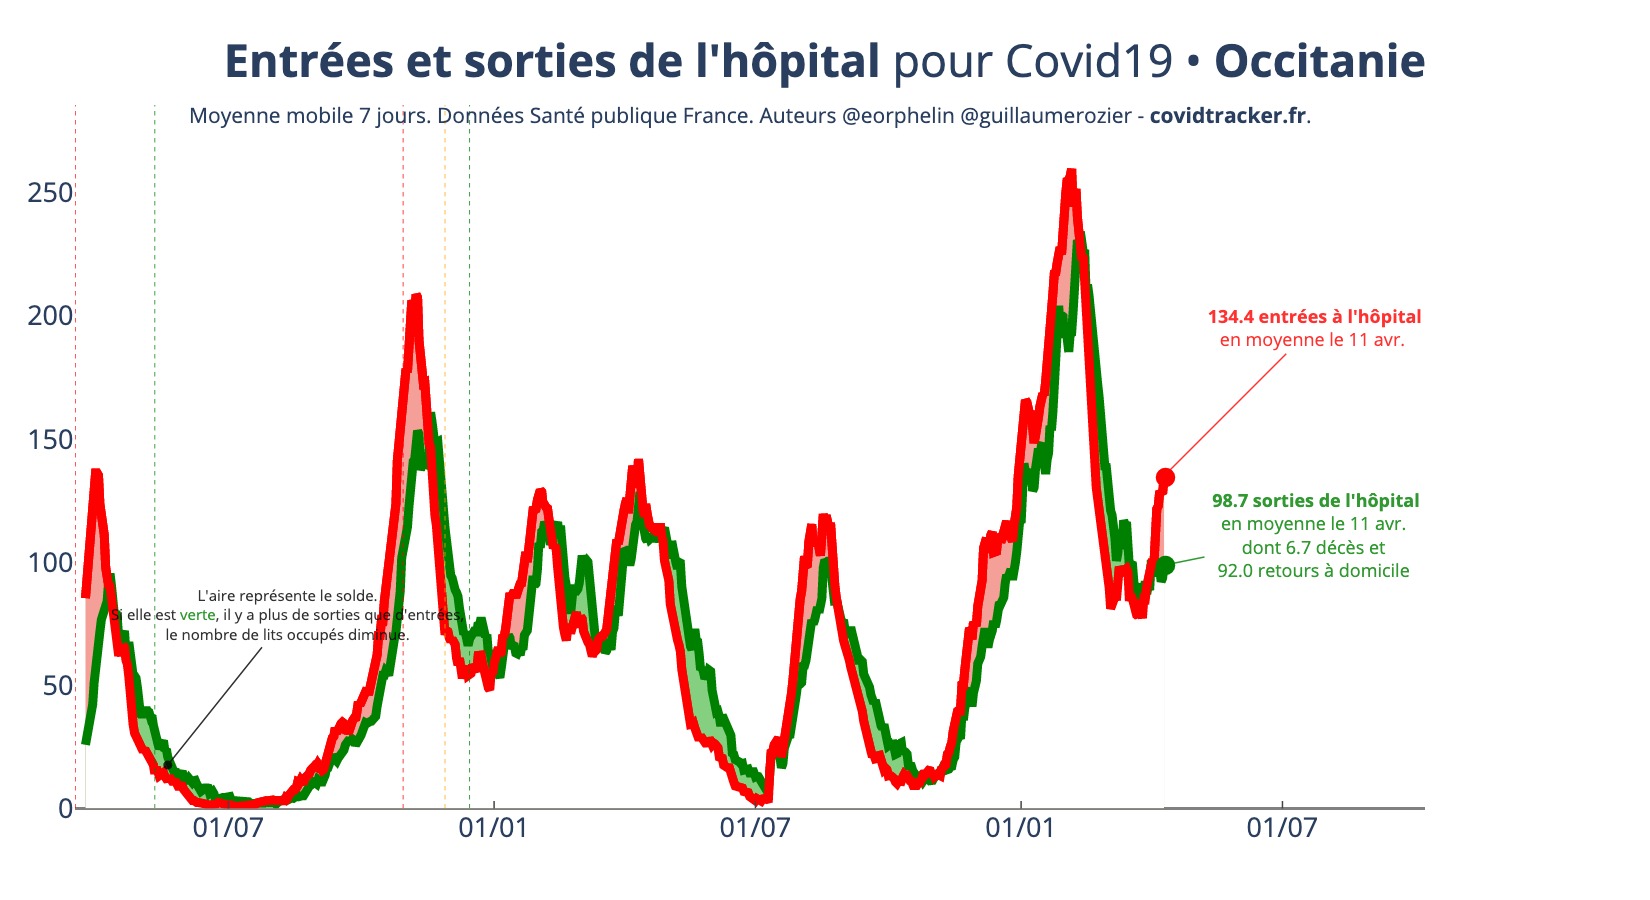 Entrées et sorties de l'hôpital pour Covid19 • Occitanie
Moyenne mobile 7 jours. Données Santé publique France. Auteurs @eorphelin @guillaumerozier - covidtracker.fr.
250
200
150
100
50
0
134.4 entrées à l'hôpital
en moyenne le 11 avr.
98.7 sorties de l'hôpital
en moyenne le 11 avr.
dont 6.7 décès et
92.0 retours à domicile
L'aire représente le solde.
Si elle est verte, il y a plus de sorties que d'entrées,
le nombre de lits occupés diminue.
01/07
01/01
01/07
01/01
01/07